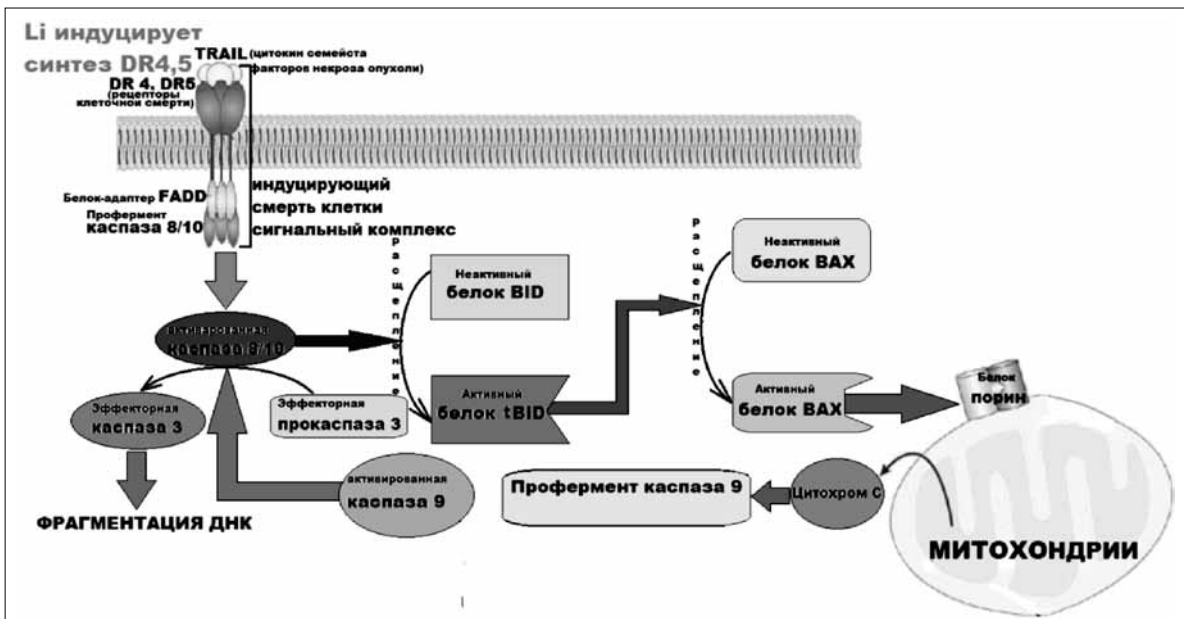 Li индуцирует
синтез DR4,5
TRAIL (цитокин семейста
факторов некроза опухоли)
DR 4, DR5
(рецепторы
клеточной смерти)
Белок-адаптер FADD
Профермент
каспаза 8/10
индуцирующий
смерть клетки
сигнальный комплекс
активированная
каспаза 8/10
Расщепление
Неактивный
белок BID
Активный
белок tBID
Расщепление
Неактивный
белок BAX
Активный
белок BAX
Белок
порин
Эффекторная
каспаза 3
Эффекторная
прокаспаза 3
ФРАГМЕНТАЦИЯ ДНК
активированная
каспаза 9
Профермент каспаза 9
Цитохром С
МИТОХОНДРИИ